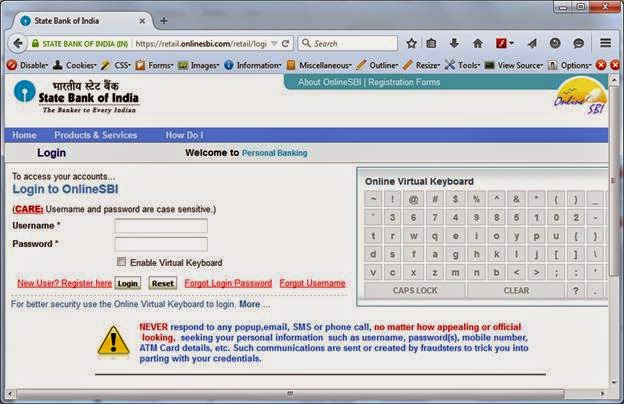 State Bank of India
STATE BANK OF INDIA (IN) https://retail.onlinesbi.com/retail/logi Search
Disable Cookies CSS Forms Images Information Miscellaneous Outline Resize Tools View Source Options
भारतीय स्टेट बैंक
State Bank of India
The Banker to Every Indian
About OnlineSBI | Registration Forms
Online SBI
Home Products & Services How Do I
Login Welcome to Personal Banking
To access your accounts...
Login to OnlineSBI
(CARE: Username and password are case sensitive.)
Username *
Password *
Enable Virtual Keyboard
New User? Register here Login Reset Forgot Login Password Forgot Username
For better security use the Online Virtual Keyboard to login. More ...
Online Virtual Keyboard
~ ! @ # $ % ^ & * ( ) _
` 3 6 7 4 9 8 5 1 0 2 -
t r w q u e i o y p u { }
d s f a g h k j l [ ] \
v c x z m b n < > ; : '
CAPS LOCK CLEAR ? .
NEVER respond to any popup,email, SMS or phone call, no matter how appealing or official
looking, seeking your personal information such as username, password(s), mobile number,
ATM Card details, etc. Such communications are sent or created by fraudsters to trick you into
parting with your credentials.